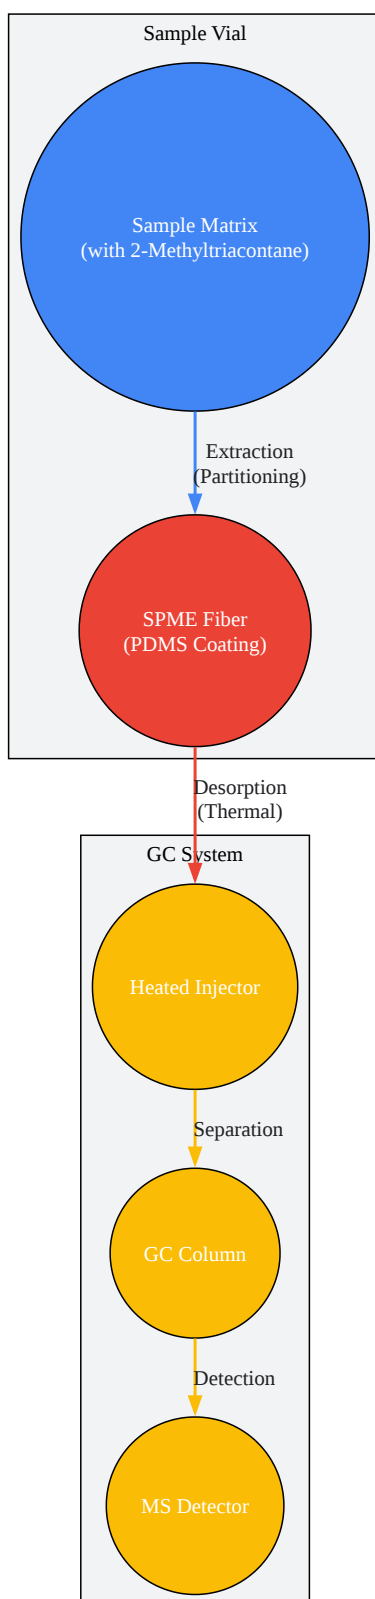 Sample Vial
Sample Matrix
(with 2-Methyltriacontane)
Extraction
(Partitioning)
SPME Fiber
(PDMS Coating)
Desorption
(Thermal)
GC System
Heated Injector
Separation
GC Column
Detection
MS Detector